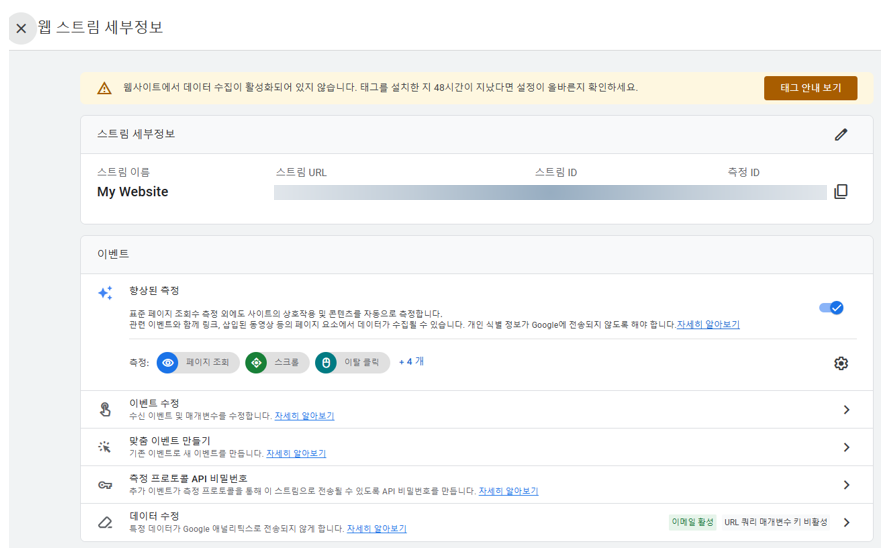 웹 스트림 세부정보
웹사이트에서 데이터 수집이 활성화되어 있지 않습니다. 태그를 설치한 지 48시간이 지났다면 설정이 올바른지 확인하세요. 태그 안내 보기
스트림 세부정보
스트림 이름 스트림 URL 스트림 ID 측정 ID
My Website
이벤트
향상된 측정
표준 페이지 조회수 측정 외에도 사이트의 상호작용 및 콘텐츠를 자동으로 측정합니다.
관련 이벤트와 함께 링크, 삽입된 동영상 등의 페이지 요소에서 데이터가 수집될 수 있습니다. 개인 식별 정보가 Google에 전송되지 않도록 해야 합니다. 자세히 알아보기
측정: 페이지 조회 스크롤 이탈 클릭 + 4 개
이벤트 수정
수신 이벤트 및 매개변수를 수정합니다. 자세히 알아보기
맞춤 이벤트 만들기
기존 이벤트로 새 이벤트를 만듭니다. 자세히 알아보기
측정 프로토콜 API 비밀번호
추가 이벤트가 측정 프로토콜을 통해 이 스트림으로 전송될 수 있도록 API 비밀번호를 만듭니다. 자세히 알아보기
데이터 수정
특정 데이터가 Google 애널리틱스로 전송되지 않게 합니다. 자세히 알아보기 이메일 활성 URL 쿼리 매개변수 키 비활성